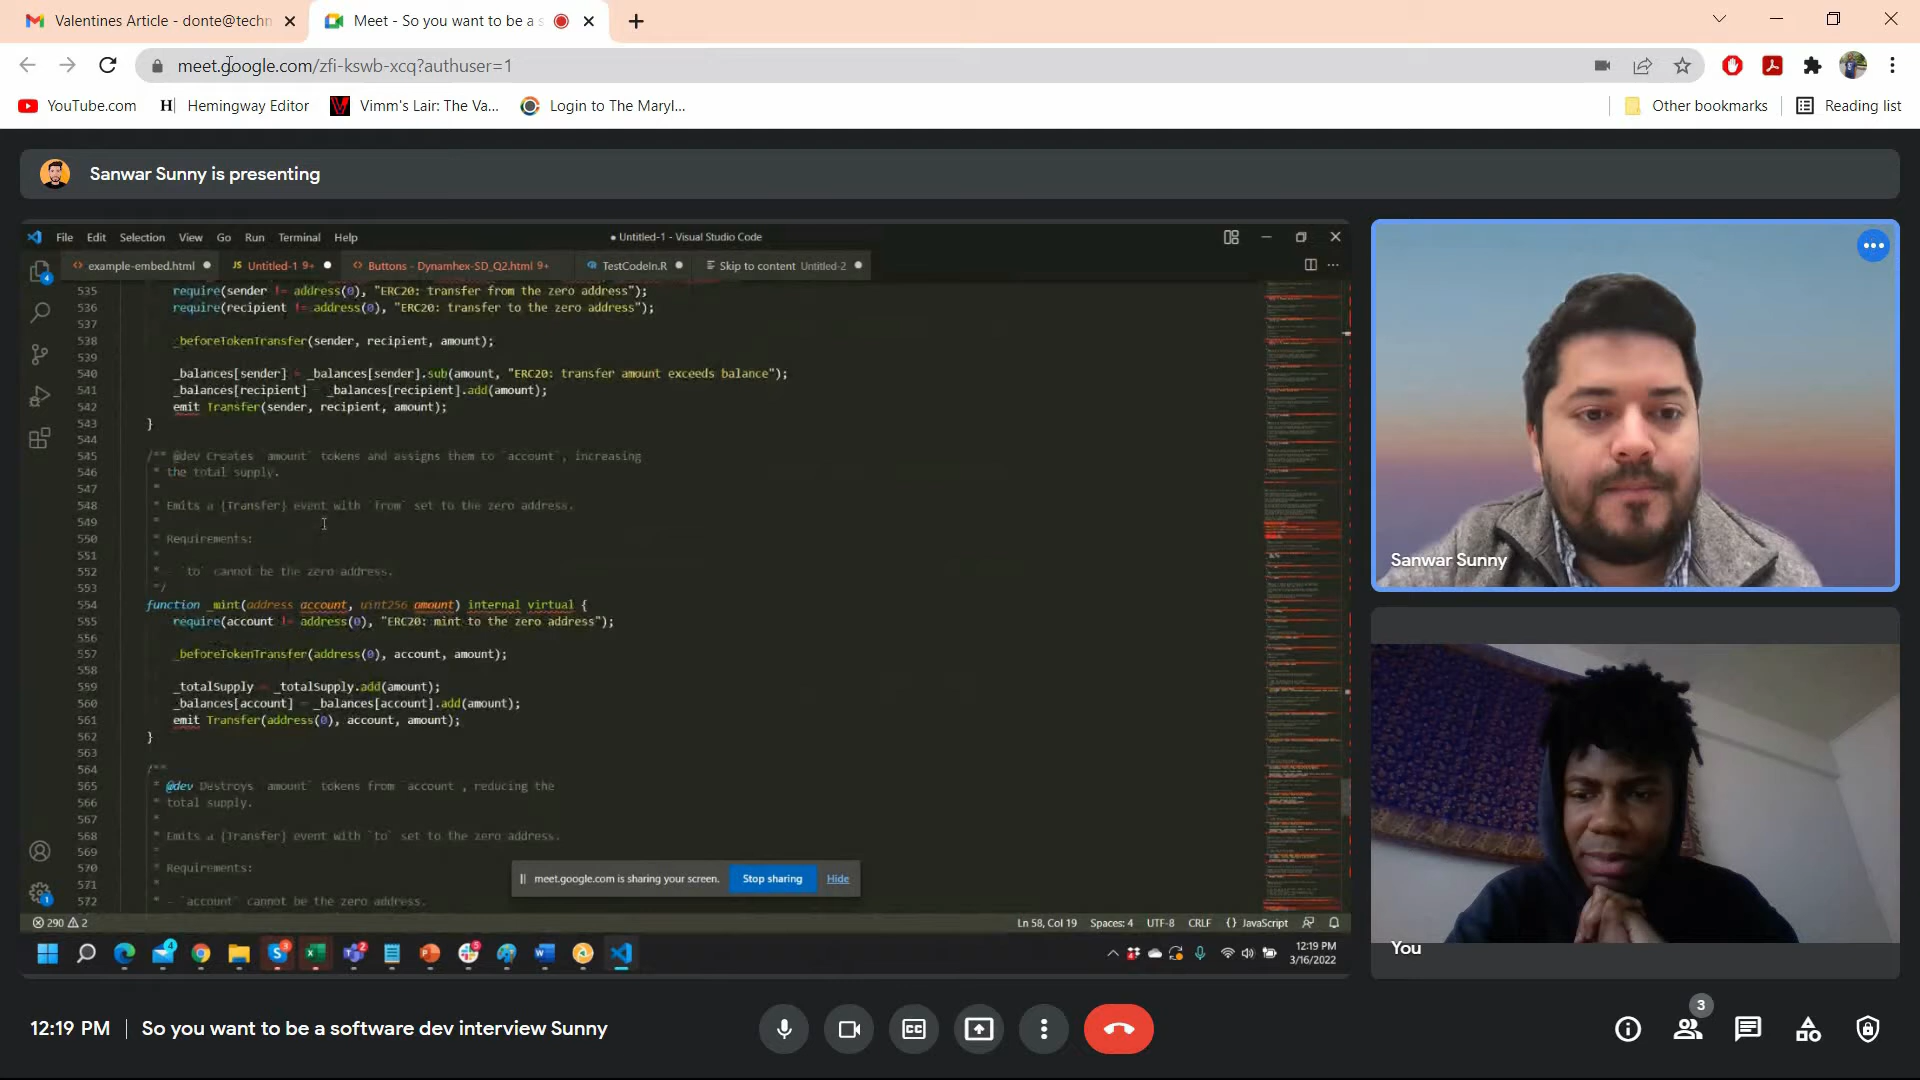 Valentines Article - donte@techn
Meet - So you want to be a s
meet.google.com/zfi-kswb-xcq?authuser=1
YouTube.com
Hemingway Editor
Vimm's Lair: The Va...
Login to The Maryl...
Other bookmarks
Reading list
Sanwar Sunny is presenting
File Edit Selection View Go Run Terminal Help
● Untitled-1 - Visual Studio Code
<> example-embed.html ●
JS Untitled-1 9+ ●
<> Buttons - Dynamhex-SD_Q2.html 9+
TestCodeIn.R ●
Skip to content Untitled-2 ●
535 require(sender != address(0), "ERC20: transfer from the zero address");
536 require(recipient != address(0), "ERC20: transfer to the zero address");
537
538 _beforeTokenTransfer(sender, recipient, amount);
539
540 _balances[sender] = _balances[sender].sub(amount, "ERC20: transfer amount exceeds balance");
541 _balances[recipient] = _balances[recipient].add(amount);
542 emit Transfer(sender, recipient, amount);
543 }
544
545 /** @dev Creates `amount` tokens and assigns them to `account`, increasing
546 * the total supply.
547 *
548 * Emits a {Transfer} event with `from` set to the zero address.
549 *
550 * Requirements:
551 *
552 * - `to` cannot be the zero address.
553 */
554 function _mint(address account, uint256 amount) internal virtual {
555 require(account != address(0), "ERC20: mint to the zero address");
556
557 _beforeTokenTransfer(address(0), account, amount);
558
559 _totalSupply = _totalSupply.add(amount);
560 _balances[account] = _balances[account].add(amount);
561 emit Transfer(address(0), account, amount);
562 }
563
564 /**
565 * @dev Destroys `amount` tokens from `account`, reducing the
566 * total supply.
567 *
568 * Emits a {Transfer} event with `to` set to the zero address.
569 *
570 * Requirements:
571 *
572 * - `account` cannot be the zero address.
meet.google.com is sharing your screen.
Stop sharing
Hide
290 2
Ln 58, Col 19 Spaces: 4 UTF-8 CRLF {} JavaScript
12:19 PM
3/16/2022
Sanwar Sunny
You
12:19 PM | So you want to be a software dev interview Sunny
CC
3